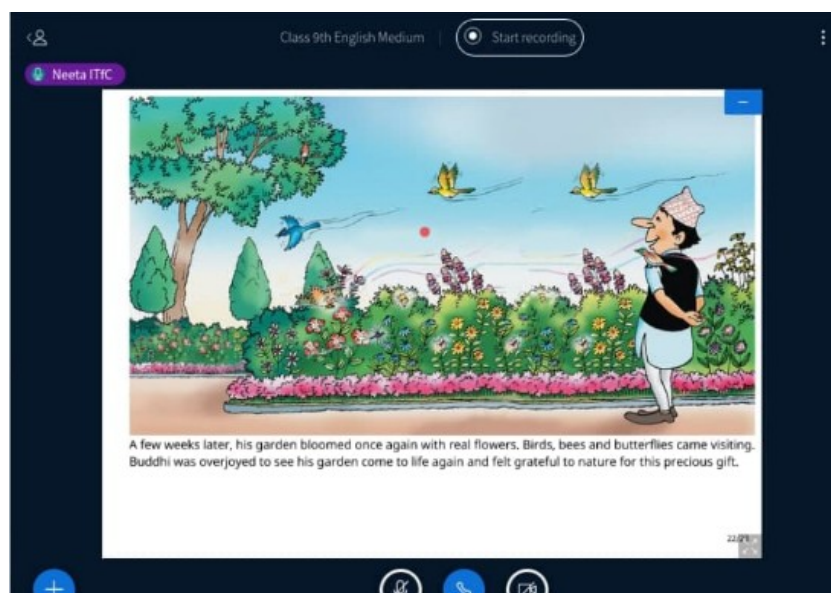 Class 9th English Medium
Start recording
Neeta ITfC
A few weeks later, his garden bloomed once again with real flowers. Birds, bees and butterflies came visiting.
Buddhi was overjoyed to see his garden come to life again and felt grateful to nature for this precious gift.